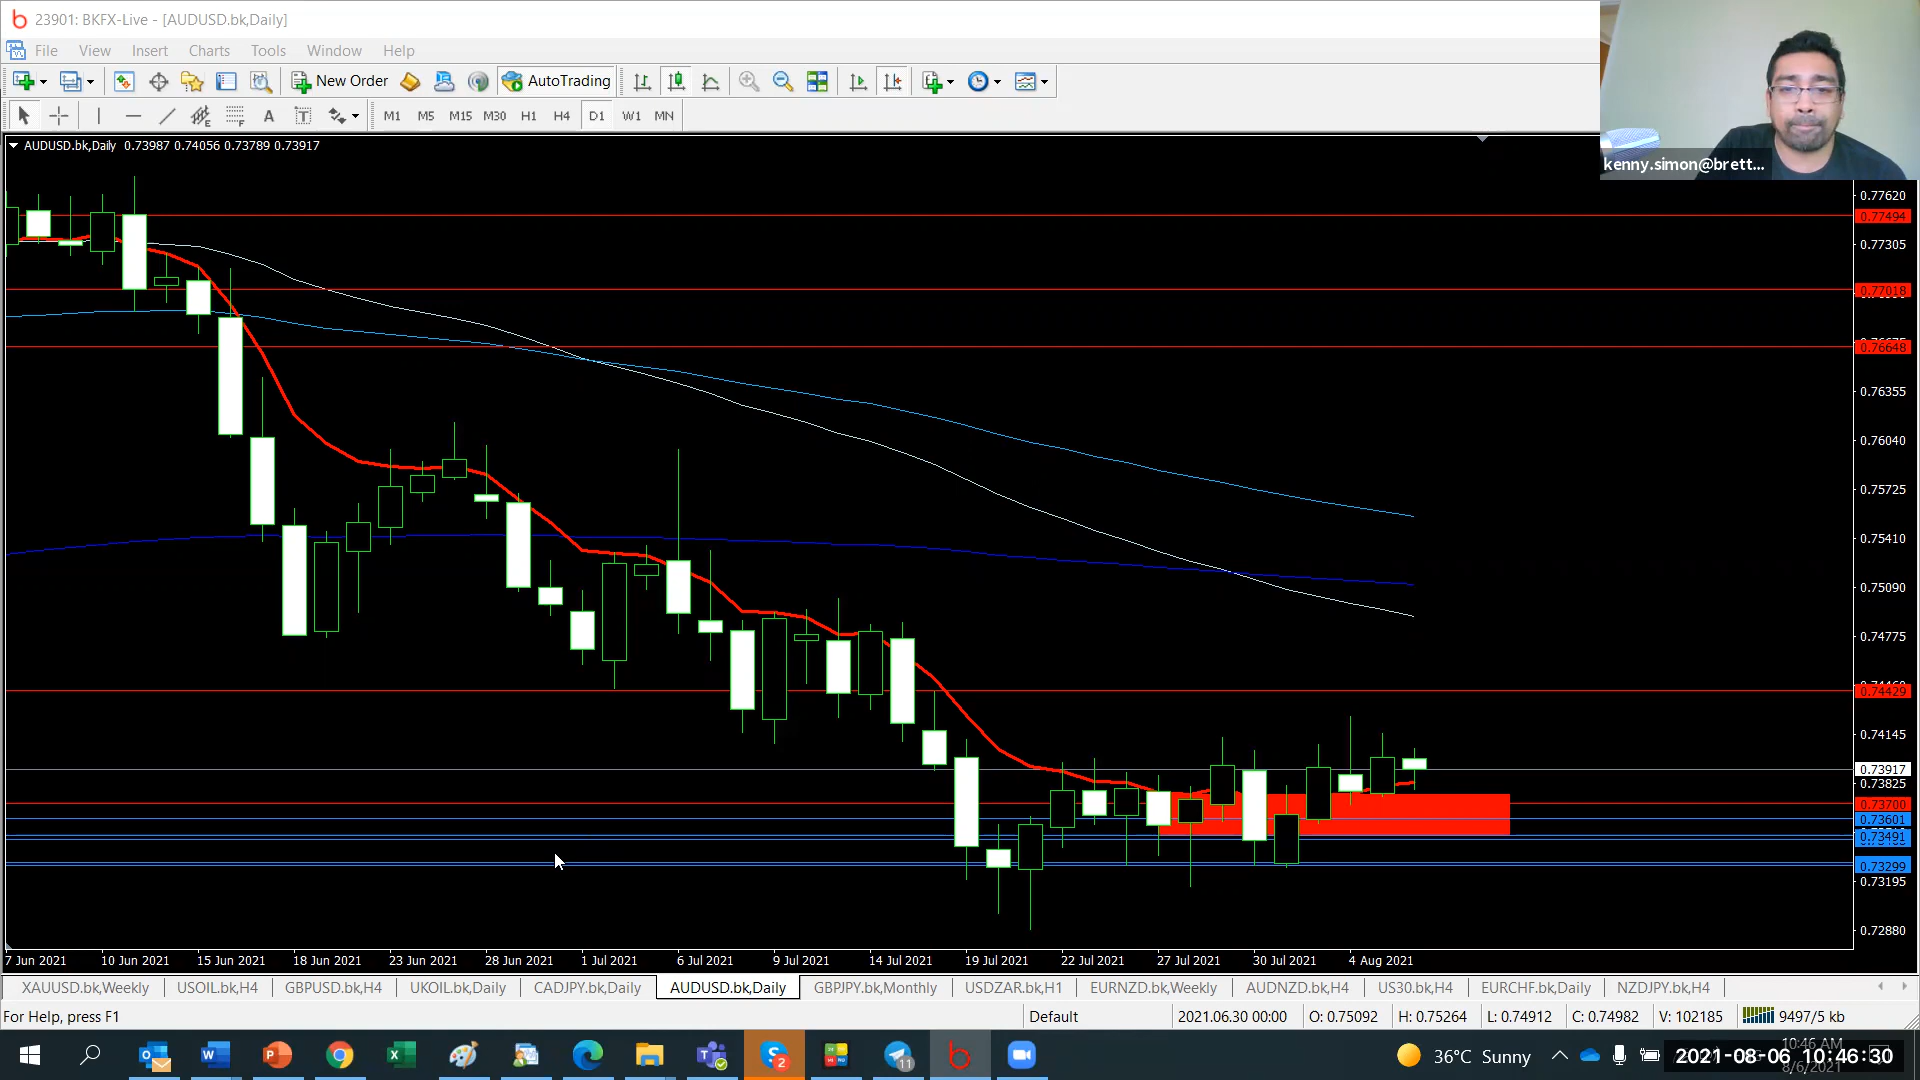 23901: BKFX-Live - [AUDUSD.bk,Daily]
File View Insert Charts Tools Window Help
New Order AutoTrading
A T M1 M5 M15 M30 H1 H4 D1 W1 MN
kenny.simon@brett...
AUDUSD.bk,Daily 0.73987 0.74056 0.73789 0.73917
0.77620
0.77494
0.77305
0.77018
0.76648
0.76355
0.76040
0.75725
0.75410
0.75090
0.74775
0.74429
0.74145
0.73917
0.73825
0.73700
0.73601
0.73491
0.73299
0.73195
0.72880
7 Jun 2021 10 Jun 2021 15 Jun 2021 18 Jun 2021 23 Jun 2021 28 Jun 2021 1 Jul 2021 6 Jul 2021 9 Jul 2021 14 Jul 2021 19 Jul 2021 22 Jul 2021 27 Jul 2021 30 Jul 2021 4 Aug 2021
XAUUSD.bk,Weekly USOIL.bk,H4 GBPUSD.bk,H4 UKOIL.bk,Daily CADJPY.bk,Daily AUDUSD.bk,Daily GBPJPY.bk,Monthly USDZAR.bk,H1 EURNZD.bk,Weekly AUDNZD.bk,H4 US30.bk,H4 EURCHF.bk,Daily NZDJPY.bk,H4
For Help, press F1 Default 2021.06.30 00:00 O: 0.75092 H: 0.75264 L: 0.74912 C: 0.74982 V: 102185 9497/5 kb
2 11 36°C Sunny 10:46 AM
2021-08-06 10:46:30
8/6/2021